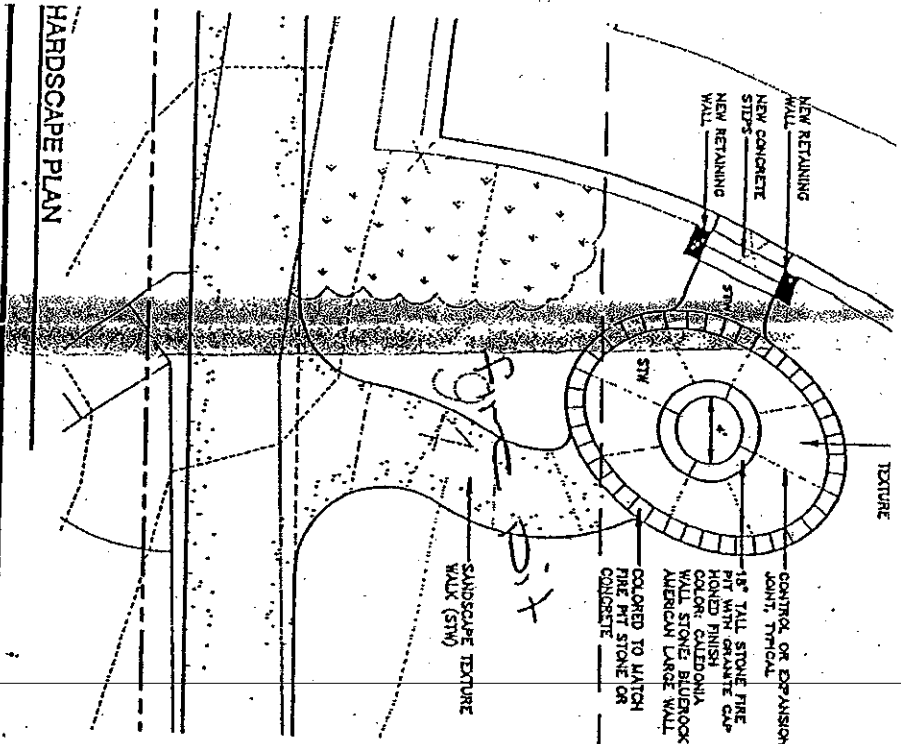 HARDSCAPE PLAN
NEW RETAINING
WALL
NEW CONCRETE
STEPS
NEW RETAINING
WALL
TEXTURE
STW
STW
4'
CONTROL OR EXPANSION
JOINT, TYPICAL
18" TALL STONE FIRE
PIT WITH GRANITE CAP
HONED FINISH
COLOR: CALEDONIA
WALL STONE: BLUEROCK
AMERICAN LARGE WALL
COLORED TO MATCH
FIRE PIT STONE OR
CONCRETE
SANDSCAPE TEXTURE
WALK (STW)
fire pit